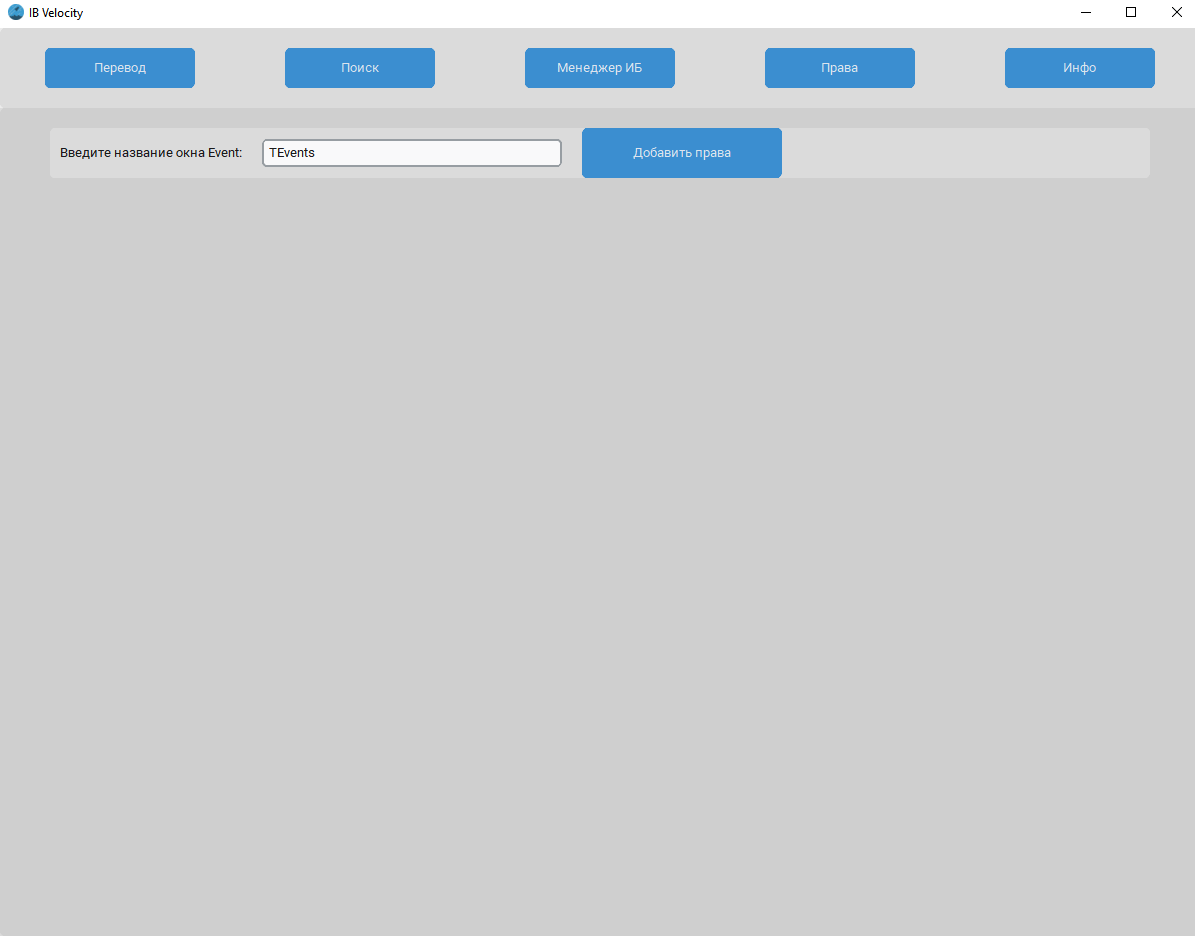 IB Velocity
Перевод
Поиск
Менеджер ИБ
Права
Инфо
Введите название окна Event:
TEvents
Добавить права